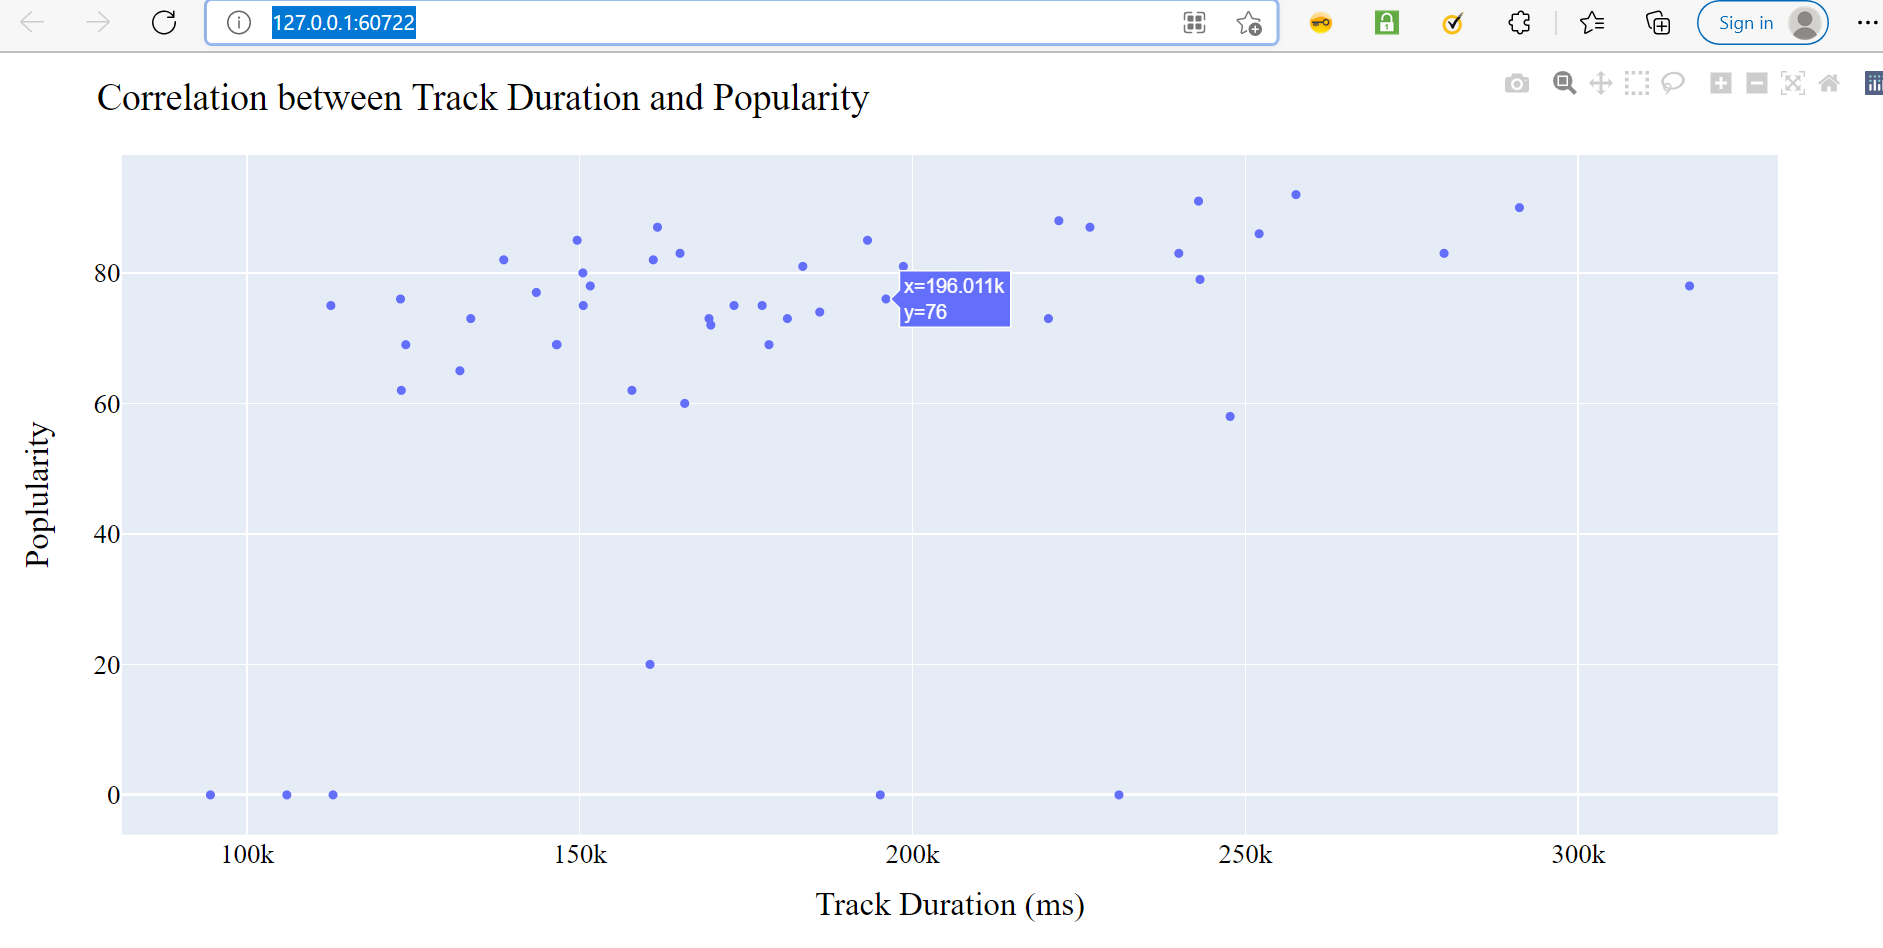 127.0.0.1:60722
Sign in
Correlation between Track Duration and Popularity
80
60
40
20
0
Poplularity
x=196.011k
y=76
100k 150k 200k 250k 300k
Track Duration (ms)